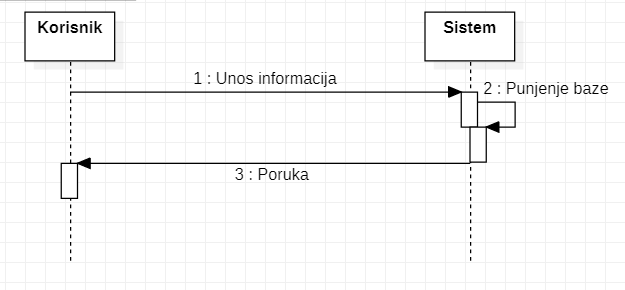 Korisnik
Sistem
1 : Unos informacija
2 : Punjenje baze
3 : Poruka